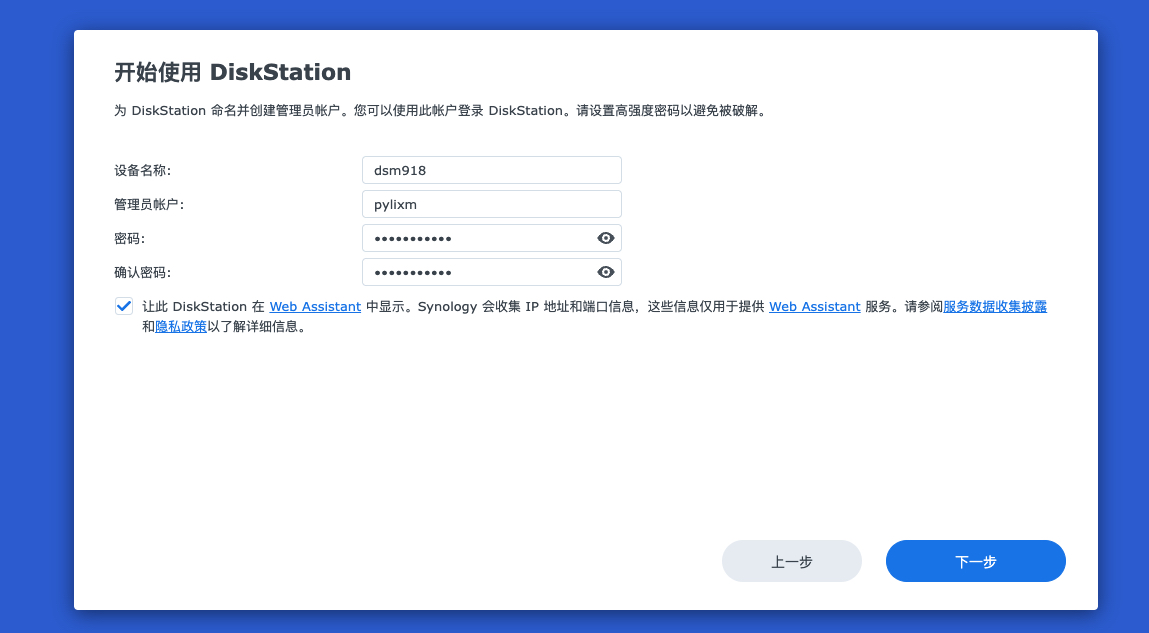 开始使用 DiskStation
为 DiskStation 命名并创建管理员帐户。您可以使用此帐户登录 DiskStation。请设置高强度密码以避免被破解。
设备名称: dsm918
管理员帐户: pylixm
密码: •••••••••••
确认密码: •••••••••••
让此 DiskStation 在 Web Assistant 中显示。Synology 会收集 IP 地址和端口信息，这些信息仅用于提供 Web Assistant 服务。请参阅服务数据收集披露
和隐私政策以了解详细信息。
上一步 下一步